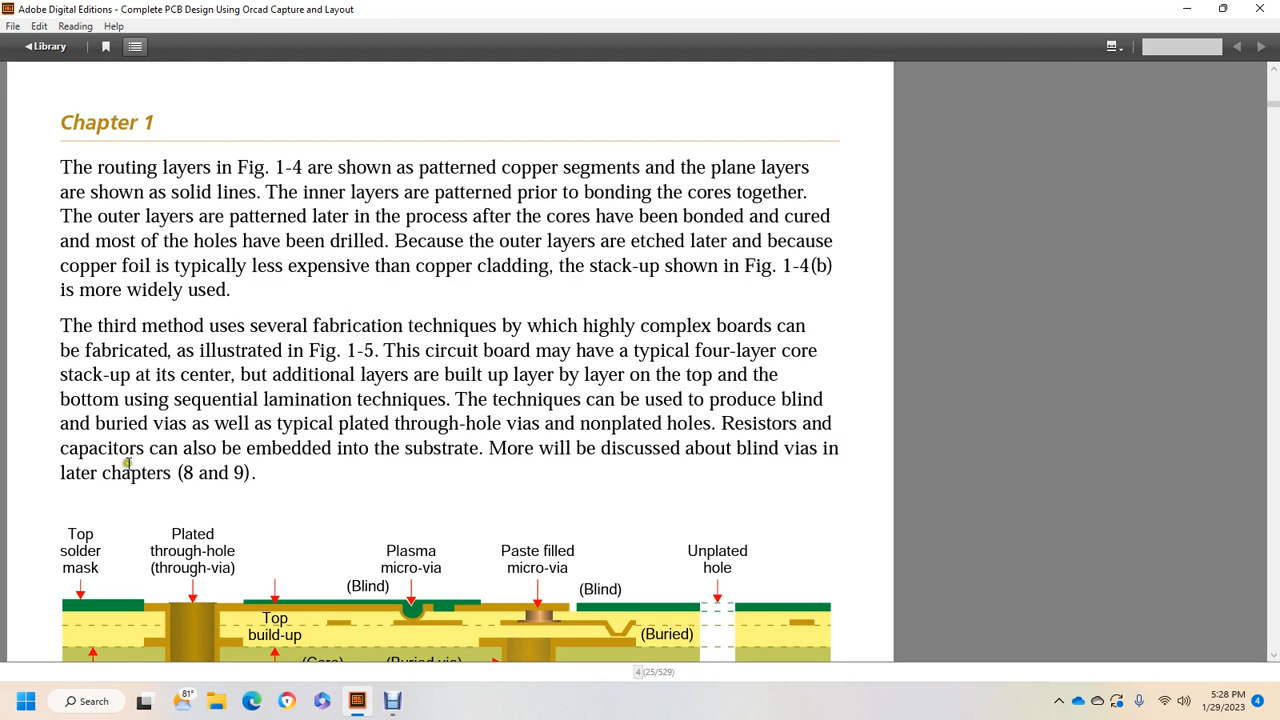 Adobe Digital Editions - Complete PCB Design Using Orcad Capture and Layout
File Edit Reading Help
Library
Chapter 1
The routing layers in Fig. 1-4 are shown as patterned copper segments and the plane layers
are shown as solid lines. The inner layers are patterned prior to bonding the cores together.
The outer layers are patterned later in the process after the cores have been bonded and cured
and most of the holes have been drilled. Because the outer layers are etched later and because
copper foil is typically less expensive than copper cladding, the stack-up shown in Fig. 1-4(b)
is more widely used.
The third method uses several fabrication techniques by which highly complex boards can
be fabricated, as illustrated in Fig. 1-5. This circuit board may have a typical four-layer core
stack-up at its center, but additional layers are built up layer by layer on the top and the
bottom using sequential lamination techniques. The techniques can be used to produce blind
and buried vias as well as typical plated through-hole vias and nonplated holes. Resistors and
capacitors can also be embedded into the substrate. More will be discussed about blind vias in
later chapters (8 and 9).
Top
solder
mask
Plated
through-hole
(through-via)
Plasma
micro-via
Paste filled
micro-via
Unplated
hole
(Blind)
(Blind)
Top
build-up
(Buried)
(Core)
(Buried via)
4 (25/529)
81°
Search
5:28 PM
1/29/2023
4